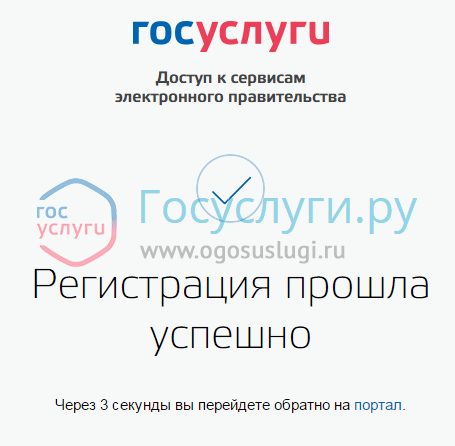 госуслуги
Доступ к сервисам
электронного правительства
гос
услуги
Госуслуги.ру
www.ogosuslugi.ru
Регистрация прошла
успешно
Через 3 секунды вы перейдете обратно на портал.